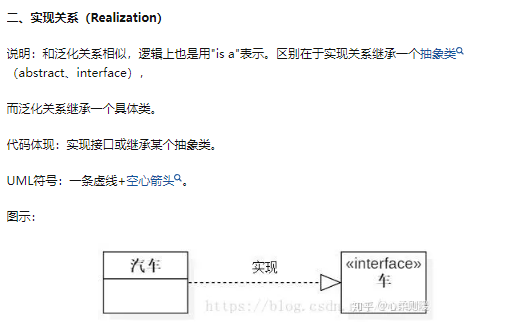 二、实现关系（Realization）
说明：和泛化关系相似，逻辑上也是用"is a"表示。区别在于实现关系继承一个抽象类
（abstract、interface），
而泛化关系继承一个具体类。
代码体现：实现接口或继承某个抽象类。
UML符号：一条虚线+空心箭头。
图示：
汽车
实现
«interface»
车
https://blog.csdn
知乎